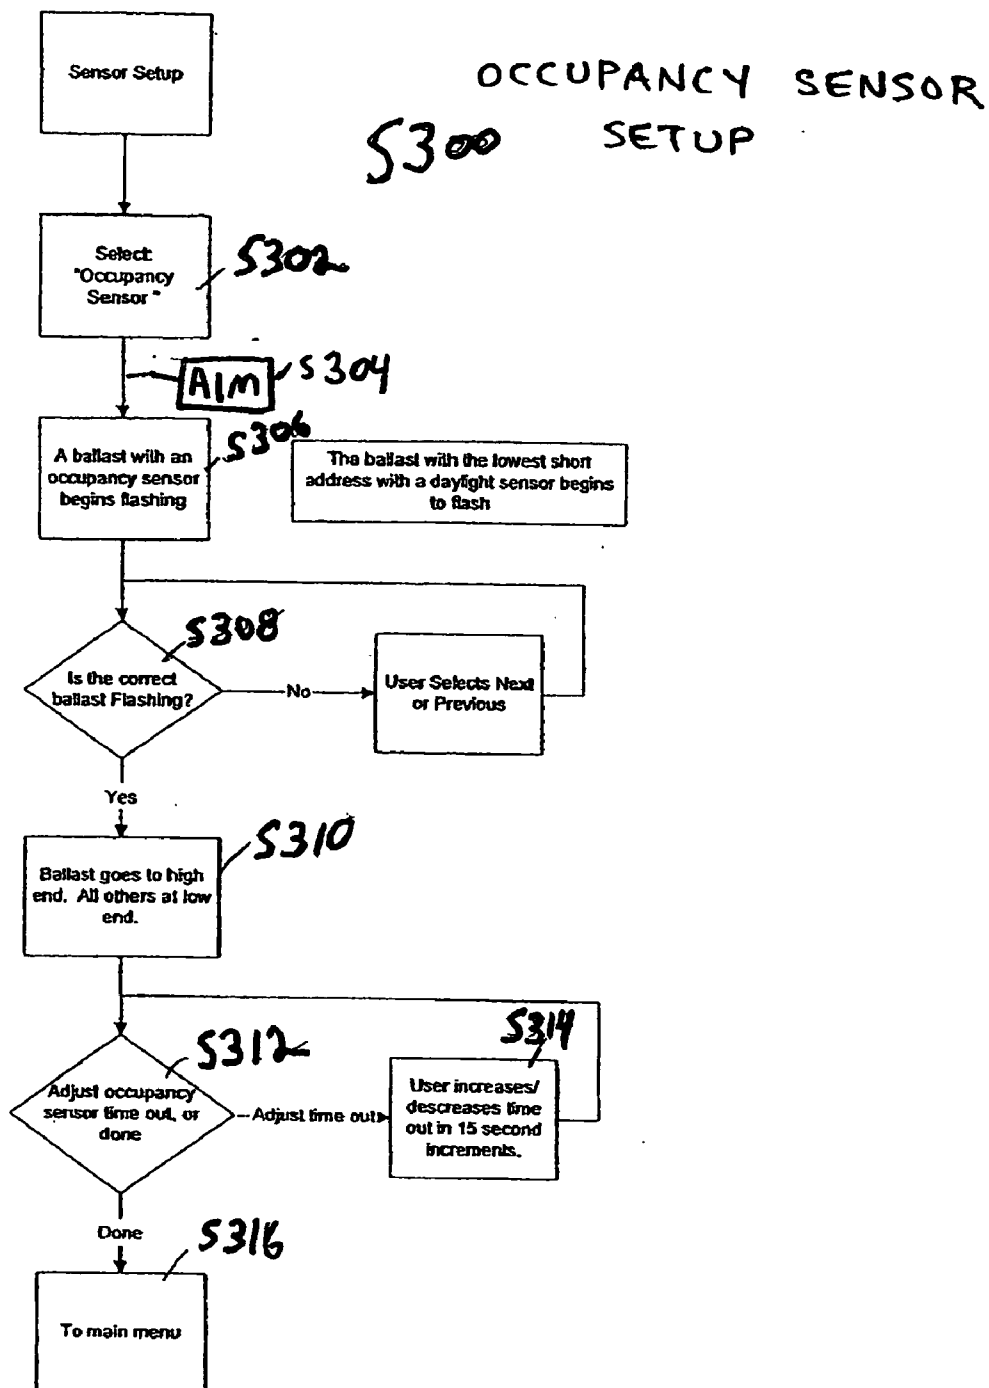 Sensor Setup
OCCUPANCY SENSOR
SETUP
S300
Select:
"Occupancy
Sensor"
S302
AIM
S304
S306
A ballast with an
occupancy sensor
begins flashing
The ballast with the lowest short
address with a daylight sensor begins
to flash
S308
Is the correct
ballast Flashing?
No
User Selects Next
or Previous
Yes
S310
Ballast goes to high
end. All others at low
end.
S312
Adjust occupancy
sensor time out, or
done
Adjust time out
S314
User increases/
descreases time
out in 15 second
increments.
Done
S316
To main menu